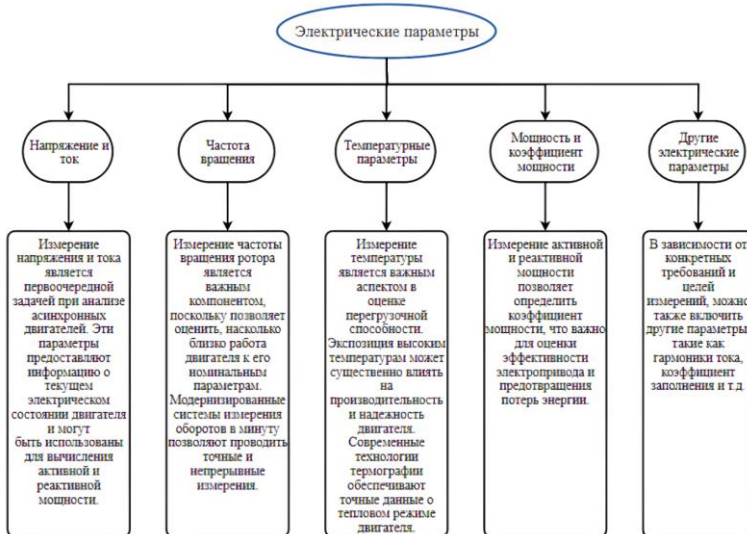 Электрические параметры
Напряжение и
ток
Частота
вращения
Температурные
параметры
Мощность и
коэффициент
мощности
Другие
электрические
параметры
Измерение
напряжения и тока
является
первоочередной
задачей при анализе
асинхронных
двигателей. Эти
параметры
предоставляют
информацию о
текущем
электрическом
состоянии двигателя
и могут
быть использованы
для вычисления
активной и
реактивной
мощности.
Измерение частоты
вращения ротора
является
важным
компонентом,
поскольку позволяет
оценить, насколько
близко работа
двигателя к его
номинальным
параметрам.
Модернизированные
системы измерения
оборотов в минуту
позволяют проводить
точные и
непрерывные
измерения.
Измерение
температуры
является важным
аспектом в
оценке
перегрузочной
способности.
Экспозиция высоким
температурам может
существенно влиять
на
производительность
и надежность
двигателя.
Современные
технологии
термографии
обеспечивают
точные данные о
тепловом режиме
двигателя.
Измерение активной
и реактивной
мощности
позволяет
определить
коэффициент
мощности, что важно
для оценки
эффективности
электропривода и
предотвращения
потерь энергии.
В зависимости от
конкретных
требований и
целей
измерений, можно
также включить
другие параметры,
такие как
гармоники тока,
коэффициент
заполнения и т.д.